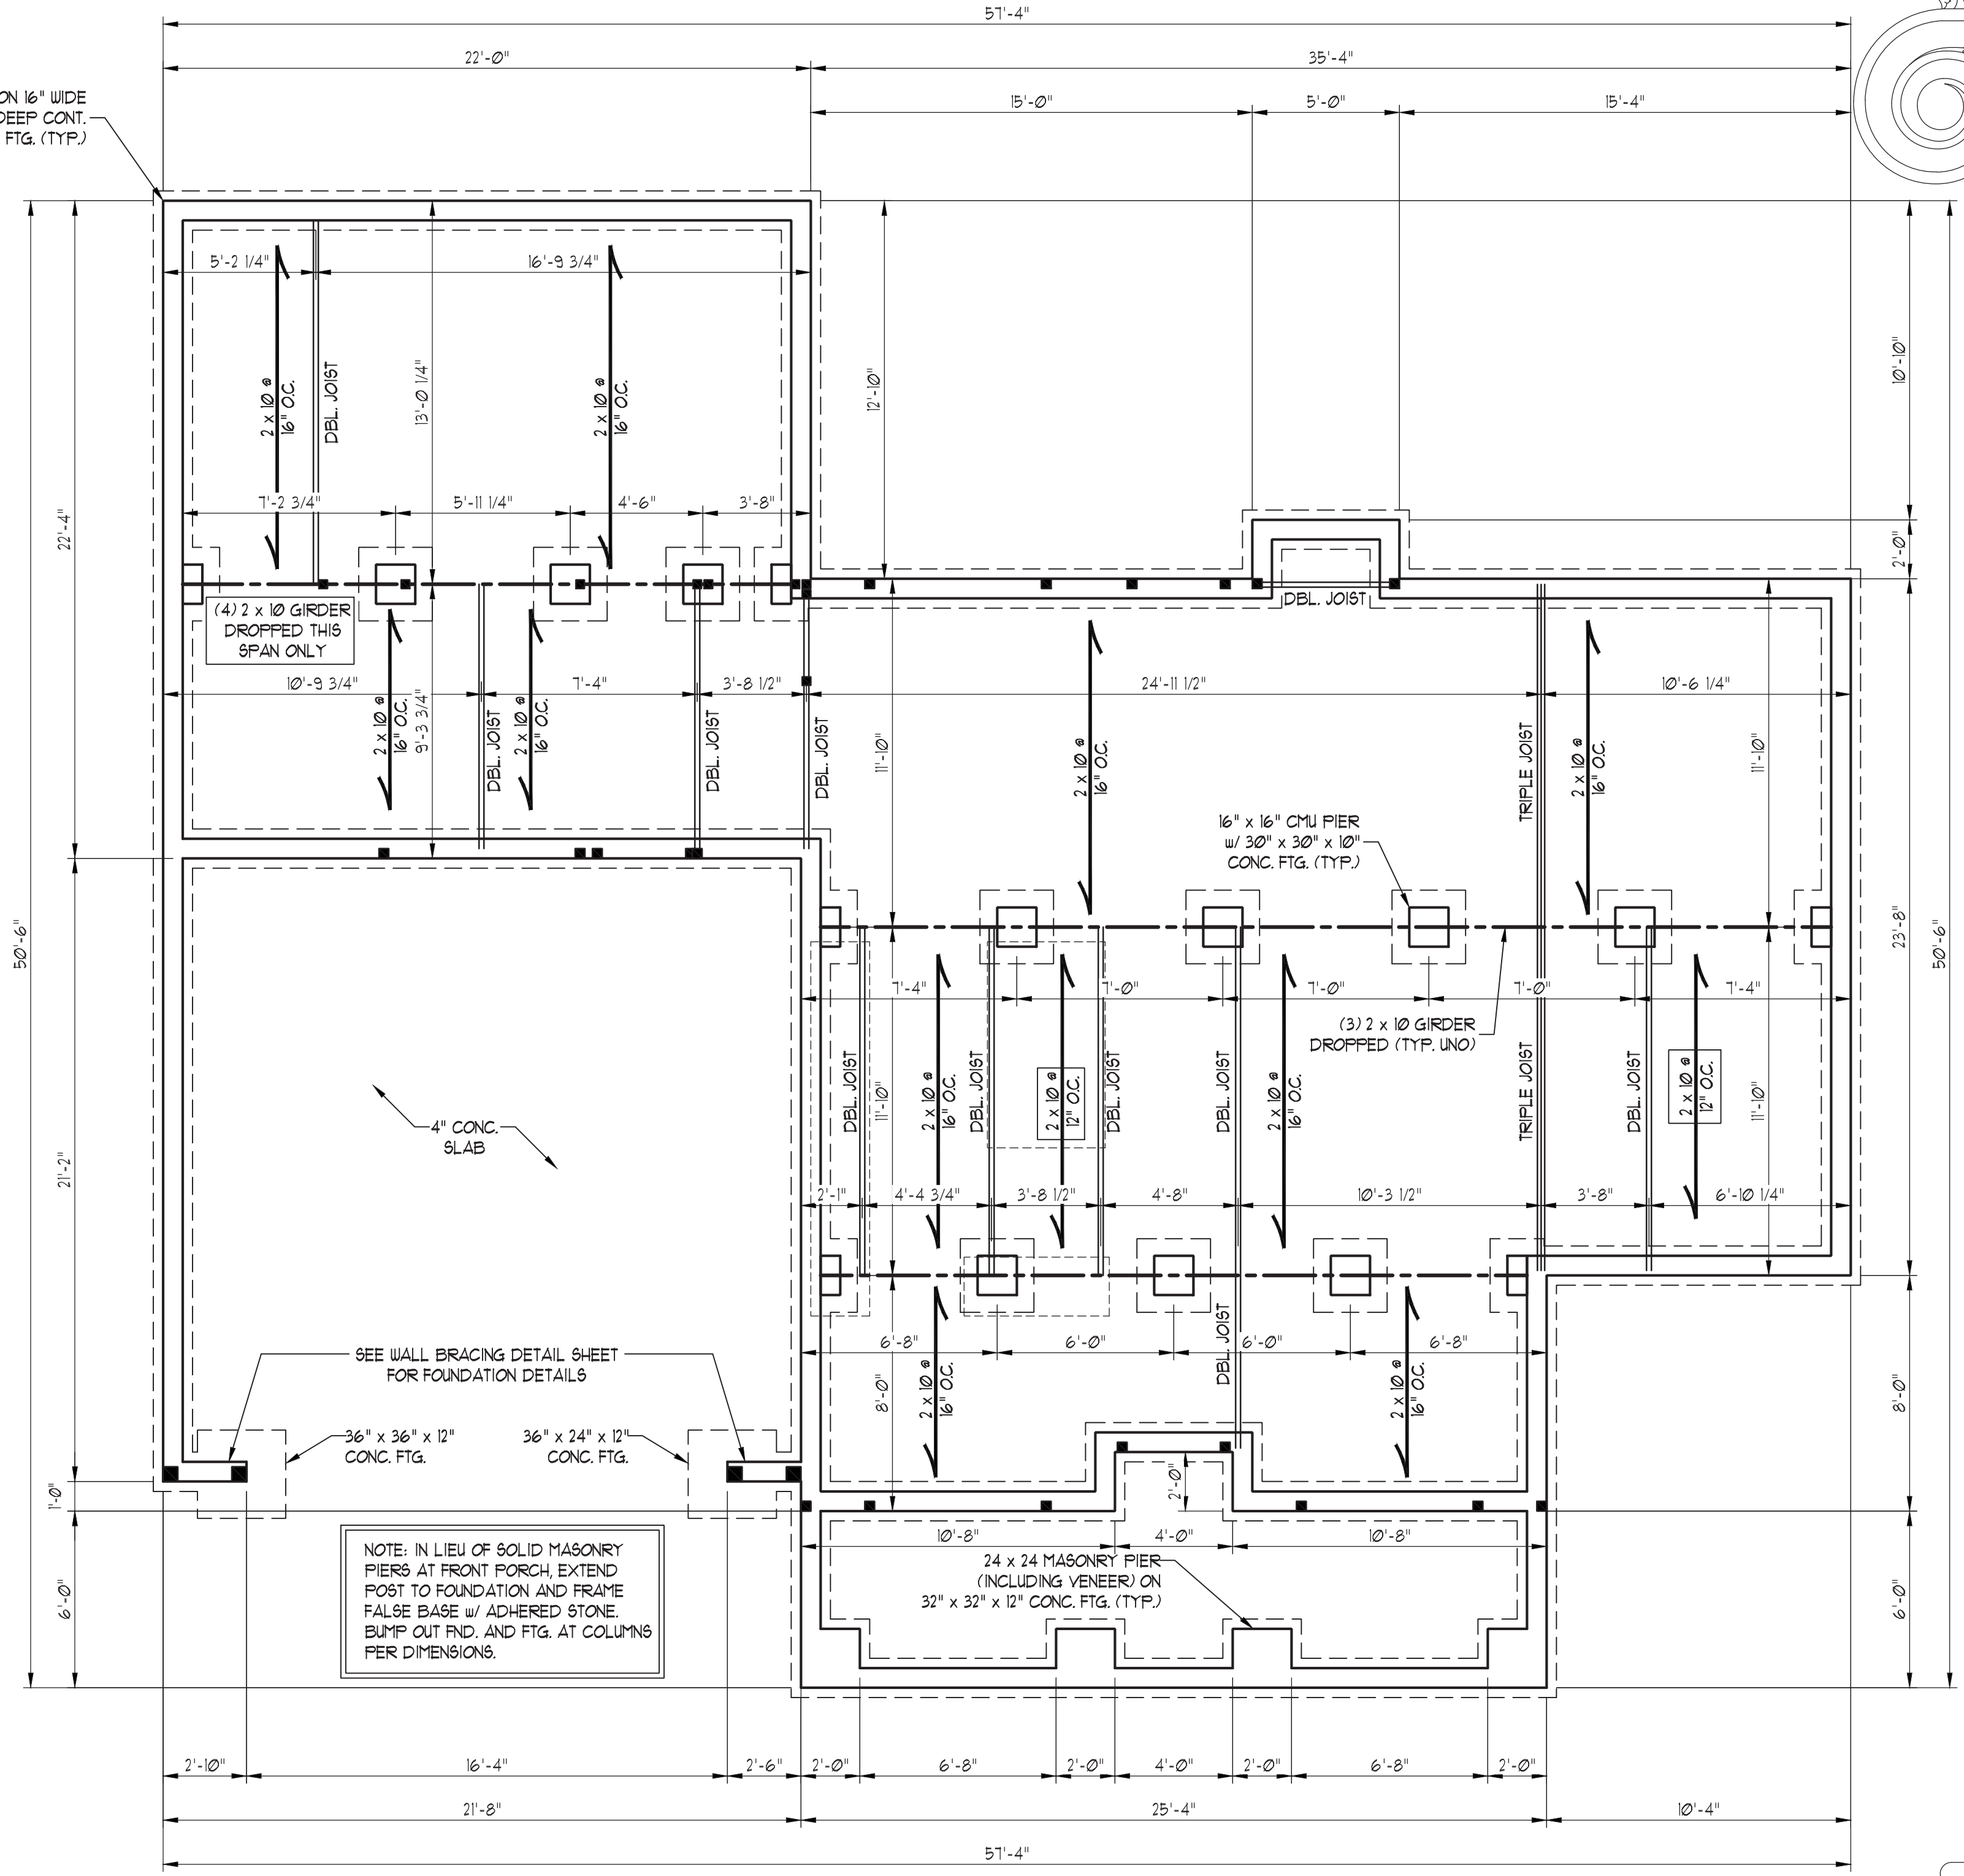 57'-4"
22'-0"
35'-4"
15'-0"
5'-0"
15'-4"
ON 16" WIDE
DEEP CONT.
FTG. (TYP.)
5'-2 1/4"
16'-9 3/4"
2 x 10 @
16" O.C.
DBL. JOIST
13'-0 1/4"
2 x 10 @
16" O.C.
12'-10"
10'-10"
2'-0"
22'-4"
7'-2 3/4"
5'-11 1/4"
4'-6"
3'-8"
(4) 2 x 10 GIRDER
DROPPED THIS
SPAN ONLY
DBL. JOIST
10'-9 3/4"
7'-4"
3'-8 1/2"
24'-11 1/2"
10'-6 1/4"
2 x 10 @
16" O.C.
9'-3 3/4"
DBL. JOIST
2 x 10 @
16" O.C.
DBL. JOIST
DBL. JOIST
11'-10"
2 x 10 @
16" O.C.
TRIPLE JOIST
2 x 10 @
16" O.C.
11'-10"
16" x 16" CMU PIER
w/ 30" x 30" x 10"
CONC. FTG. (TYP.)
50'-6"
23'-8"
50'-6"
7'-4"
7'-0"
7'-0"
7'-0"
7'-4"
(3) 2 x 10 GIRDER
DROPPED (TYP. UNO)
DBL. JOIST
11'-10"
2 x 10 @
16" O.C.
DBL. JOIST
2 x 10 @
12" O.C.
DBL. JOIST
DBL. JOIST
2 x 10 @
16" O.C.
TRIPLE JOIST
DBL. JOIST
2 x 10 @
12" O.C.
11'-10"
4" CONC.
SLAB
21'-2"
2'-1"
4'-4 3/4"
3'-8 1/2"
4'-8"
10'-3 1/2"
3'-8"
6'-10 1/4"
6'-8"
6'-0"
6'-0"
6'-8"
DBL. JOIST
SEE WALL BRACING DETAIL SHEET
FOR FOUNDATION DETAILS
8'-0"
2 x 10 @
16" O.C.
2 x 10 @
16" O.C.
8'-0"
36" x 36" x 12"
CONC. FTG.
36" x 24" x 12"
CONC. FTG.
1'-0"
2'-0"
10'-8"
4'-0"
10'-8"
NOTE: IN LIEU OF SOLID MASONRY
PIERS AT FRONT PORCH, EXTEND
POST TO FOUNDATION AND FRAME
FALSE BASE w/ ADHERED STONE.
BUMP OUT FND. AND FTG. AT COLUMNS
PER DIMENSIONS.
24 x 24 MASONRY PIER
(INCLUDING VENEER) ON
32" x 32" x 12" CONC. FTG. (TYP.)
6'-0"
6'-0"
2'-10"
16'-4"
2'-6"
2'-0"
6'-8"
2'-0"
4'-0"
2'-0"
6'-8"
2'-0"
21'-8"
25'-4"
10'-4"
57'-4"